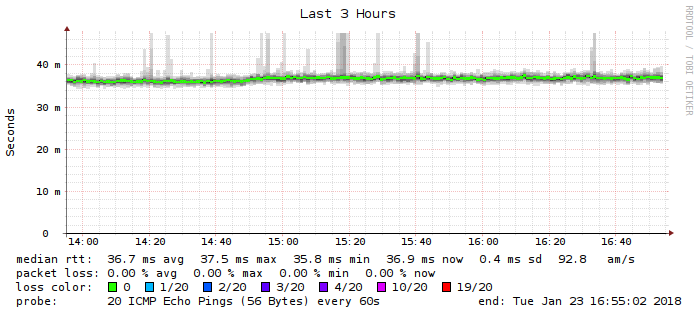 Last 3 Hours
RRDTOOL / TOBI OETIKER
Seconds
40 m
30 m
20 m
10 m
0
14:00 14:20 14:40 15:00 15:20 15:40 16:00 16:20 16:40
median rtt: 36.7 ms avg 37.5 ms max 35.8 ms min 36.9 ms now 0.4 ms sd 92.8 am/s
packet loss: 0.00 % avg 0.00 % max 0.00 % min 0.00 % now
loss color: 0 1/20 2/20 3/20 4/20 10/20 19/20
probe: 20 ICMP Echo Pings (56 Bytes) every 60s end: Tue Jan 23 16:55:02 2018